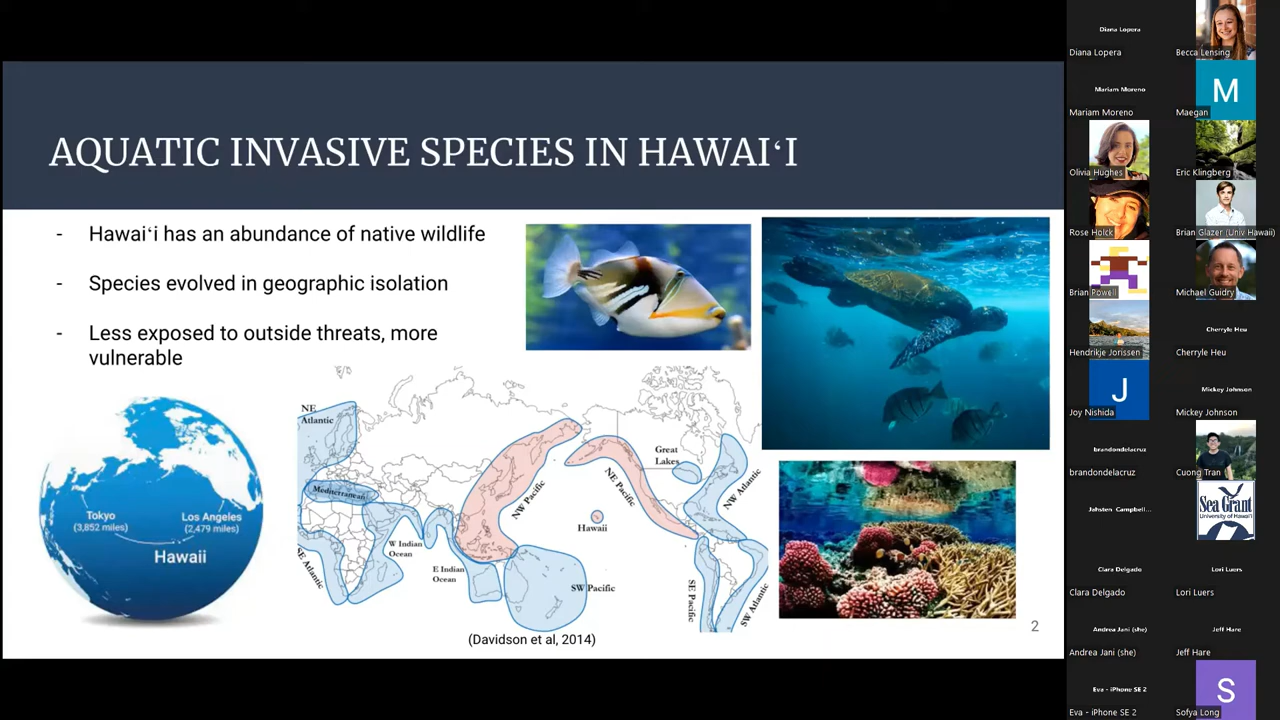 AQUATIC INVASIVE SPECIES IN HAWAIʻI
- Hawaiʻi has an abundance of native wildlife
- Species evolved in geographic isolation
- Less exposed to outside threats, more
vulnerable
Tokyo
(3,852 miles)
Los Angeles
(2,479 miles)
Hawaii
NE
Atlantic
Mediterranean
SE Atlantic
W Indian
Ocean
E Indian
Ocean
NW Pacific
NE Pacific
Hawaii
SW Pacific
Great
Lakes
NW Atlantic
SE Pacific
SW Atlantic
(Davidson et al, 2014)
2
Diana Lopera
Diana Lopera
Becca Lensing
Mariam Moreno
Mariam Moreno
M
Maegan
Olivia Hughes
Eric Klingberg
Rose Holck
Brian Glazer (Univ Hawaii)
Brian Powell
Michael Guidry
Hendrikje Jorissen
Cherryle Heu
Cherryle Heu
J
Joy Nishida
Mickey Johnson
Mickey Johnson
brandondelacruz
brandondelacruz
Cuong Tran
Jahsten Campbell...
Sea Grant
University of Hawaiʻi
Clara Delgado
Clara Delgado
Lori Luers
Lori Luers
Andrea Jani (she)
Andrea Jani (she)
Jeff Hare
Jeff Hare
Eva - iPhone SE 2
Eva - iPhone SE 2
S
Sofya Long